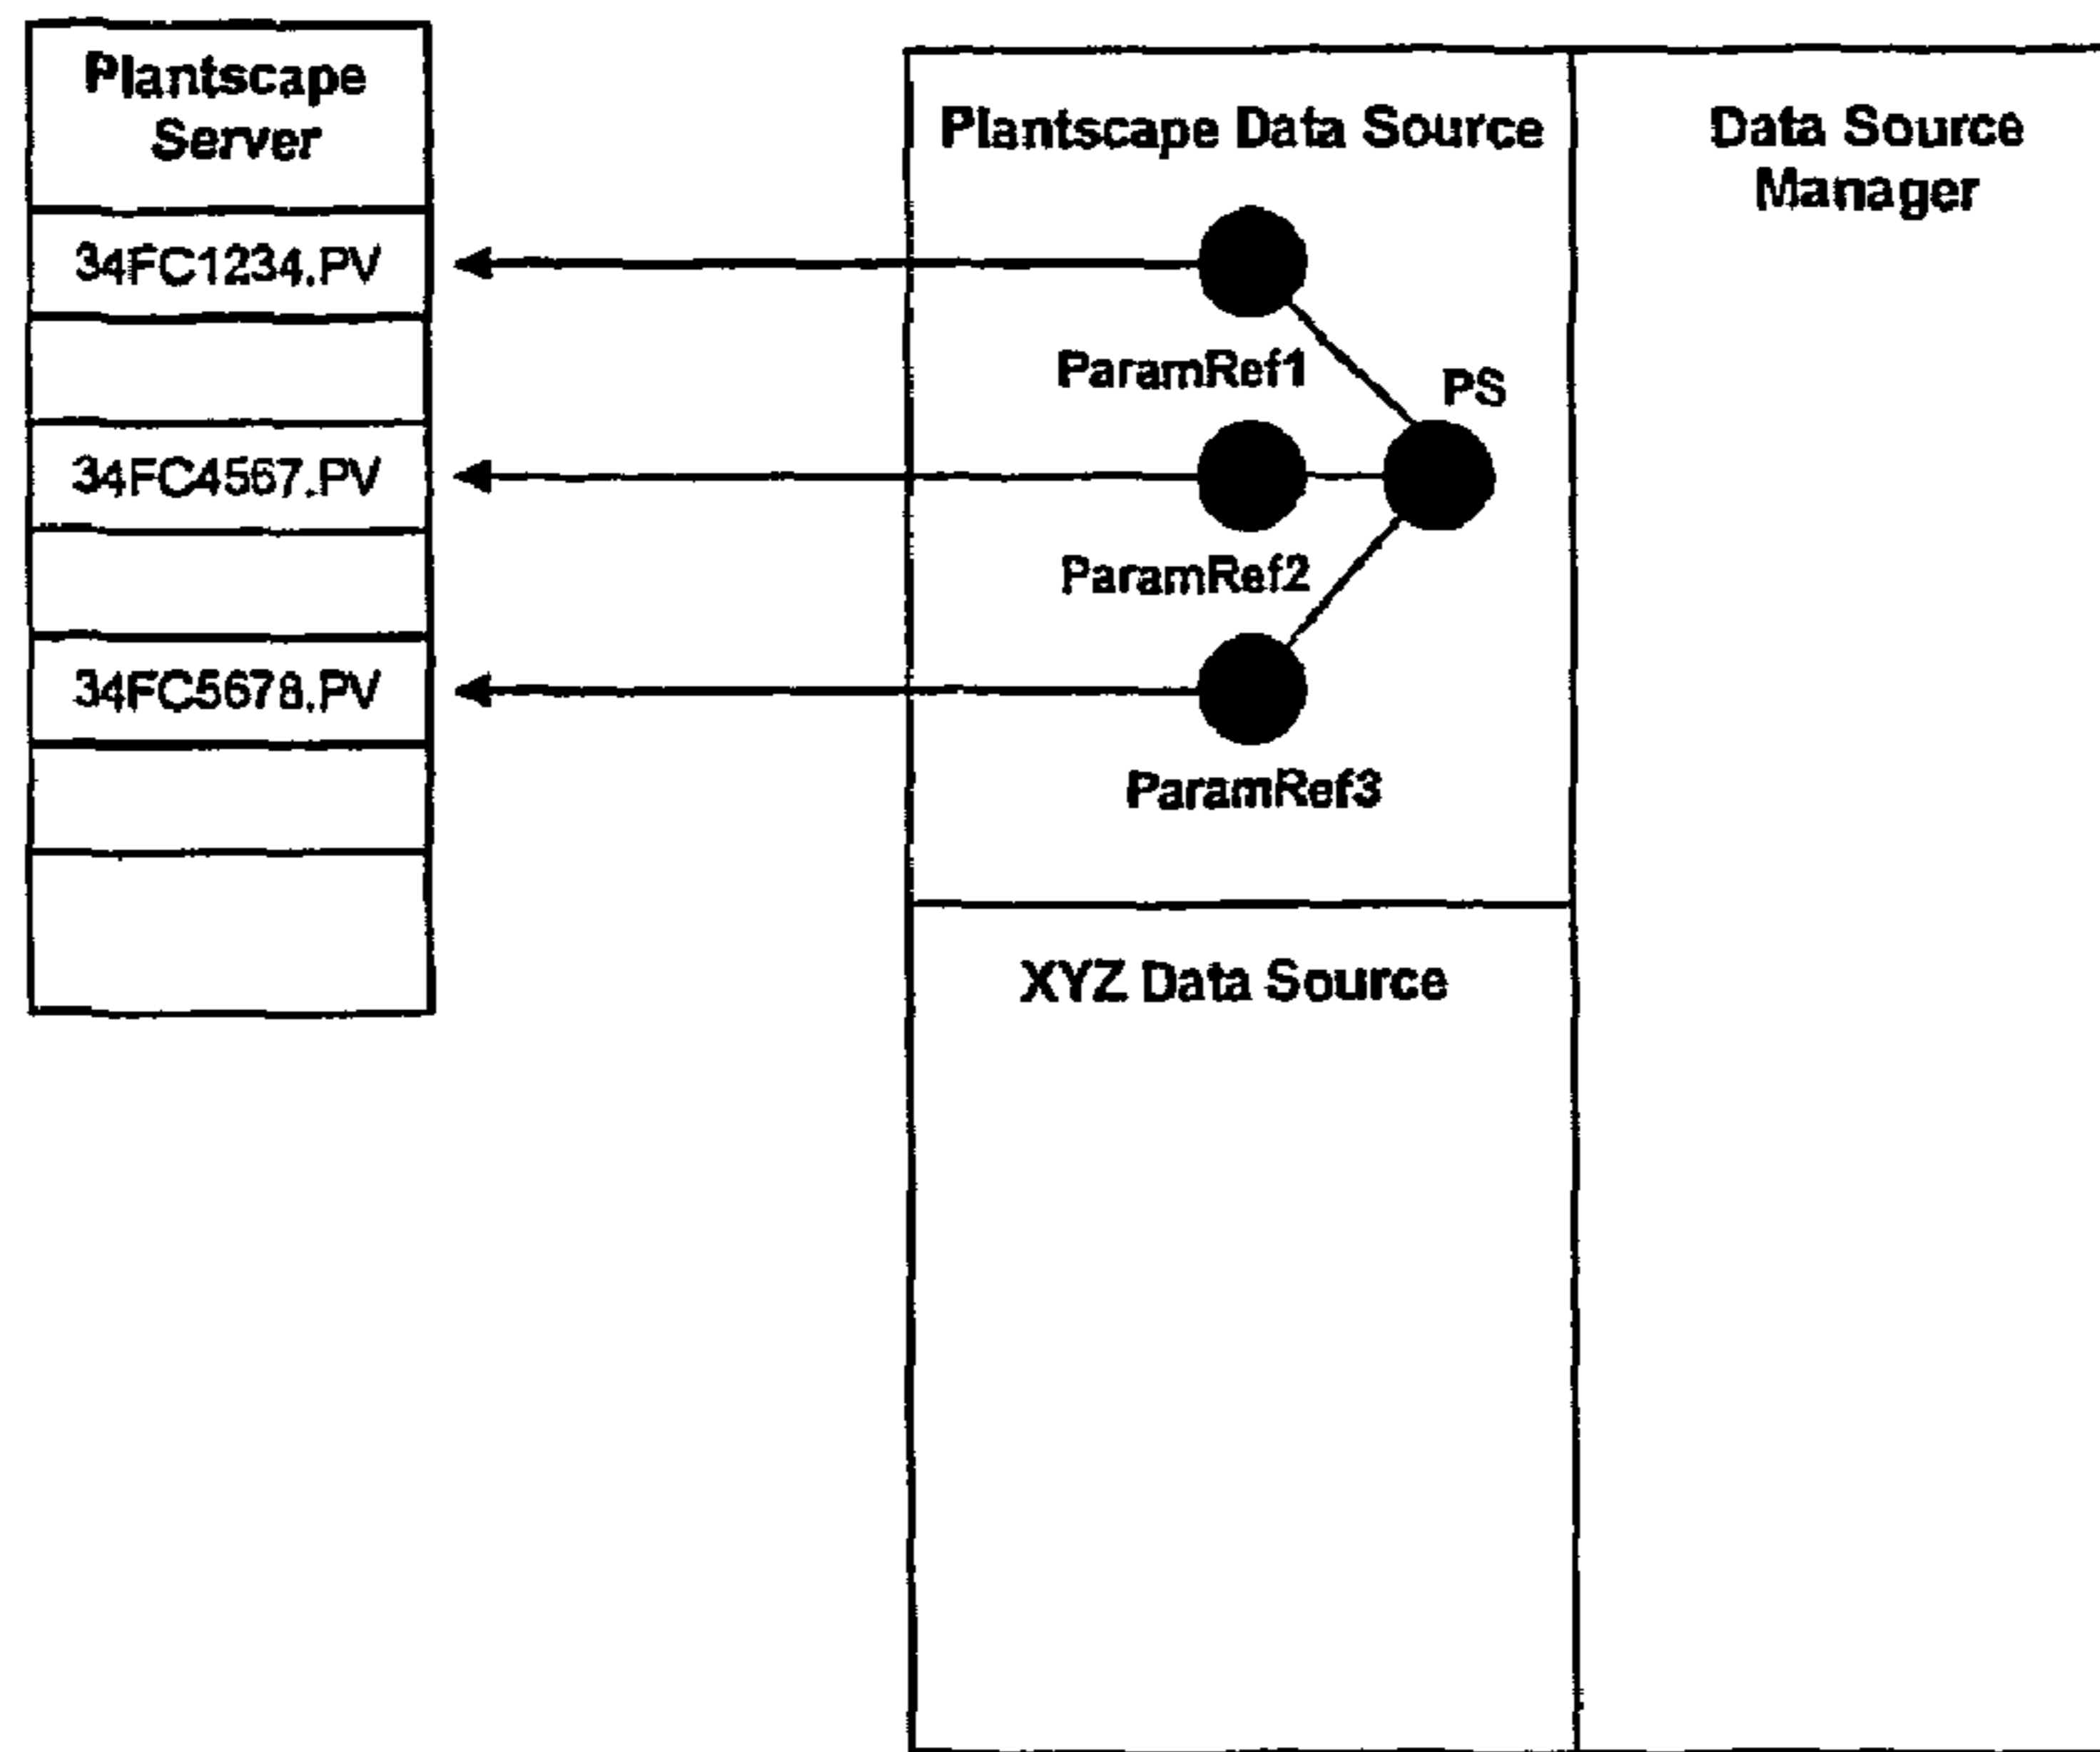 Plantscape
Server
34FC1234.PV
34FC4567.PV
34FC5678.PV
Plantscape Data Source
ParamRef1
PS
ParamRef2
ParamRef3
XYZ Data Source
Data Source
Manager